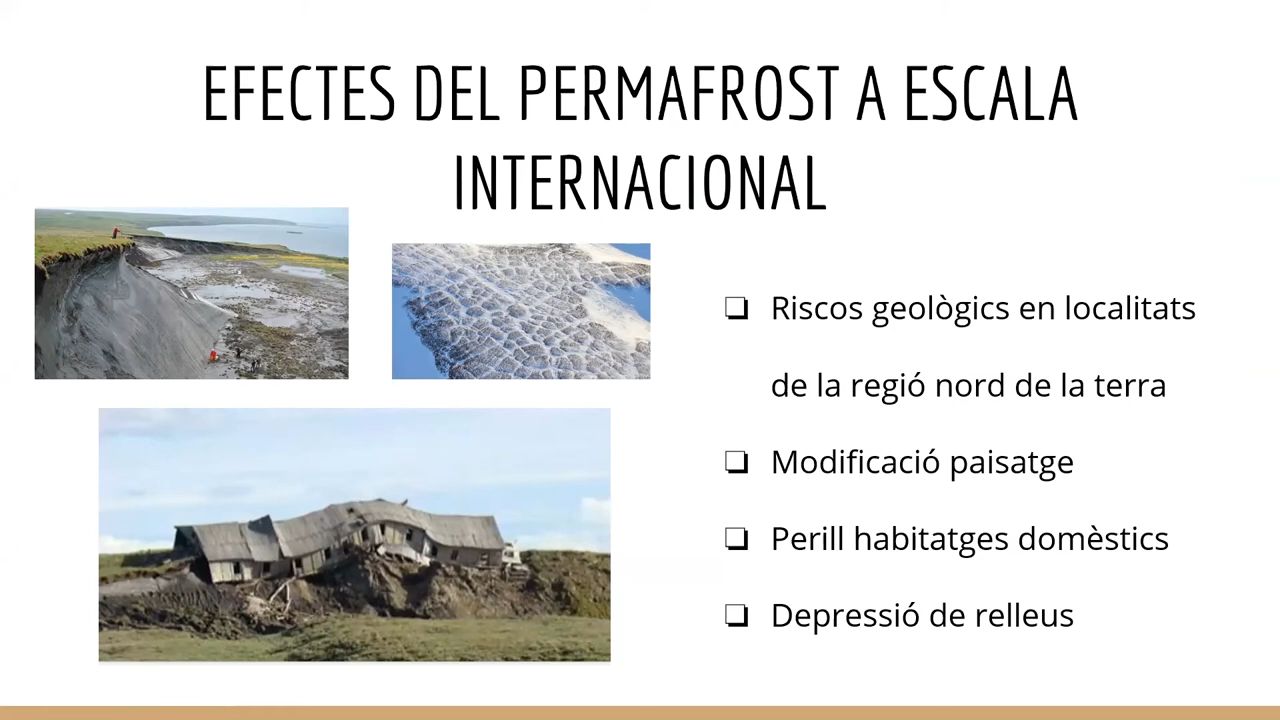 EFECTES DEL PERMAFROST A ESCALA
INTERNACIONAL
❏ Riscos geològics en localitats
de la regió nord de la terra
❏ Modificació paisatge
❏ Perill habitatges domèstics
❏ Depressió de relleus